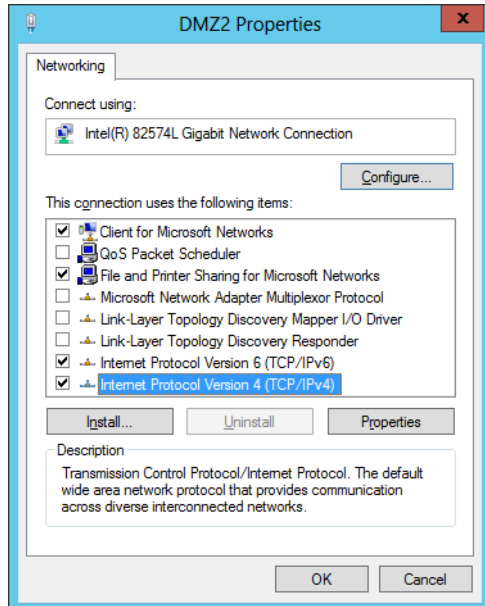 DMZ2 Properties
x
Networking
Connect using:
Intel(R) 82574L Gigabit Network Connection
Configure...
This connection uses the following items:
Client for Microsoft Networks
QoS Packet Scheduler
File and Printer Sharing for Microsoft Networks
Microsoft Network Adapter Multiplexor Protocol
Link-Layer Topology Discovery Mapper I/O Driver
Link-Layer Topology Discovery Responder
Internet Protocol Version 6 (TCP/IPv6)
Internet Protocol Version 4 (TCP/IPv4)
Install... Uninstall Properties
Description
Transmission Control Protocol/Internet Protocol. The default
wide area network protocol that provides communication
across diverse interconnected networks.
OK Cancel